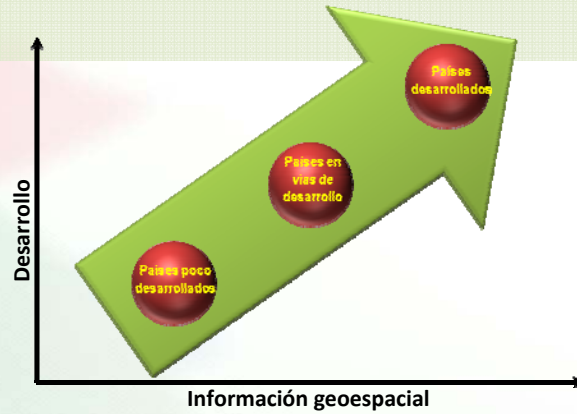 Países
desarrollados
Países en
vías de
desarrollo
Países poco
desarrollados
Desarrollo
Información geoespacial